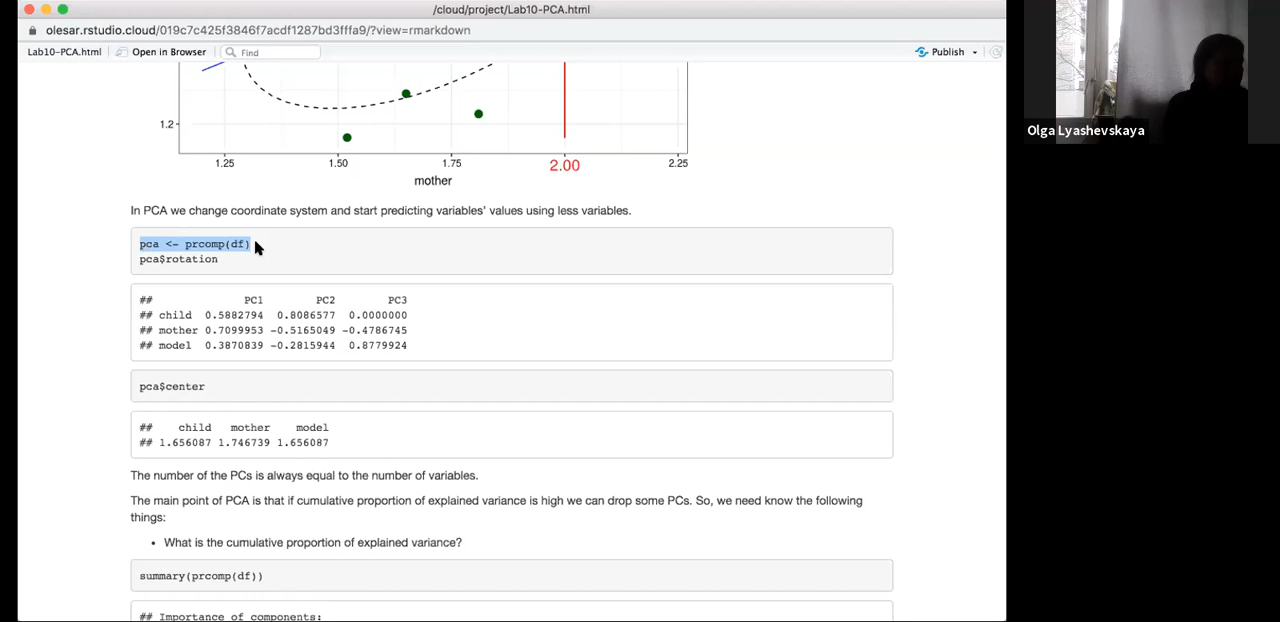 /cloud/project/Lab10-PCA.html
olesar.rstudio.cloud/019c7c425f3846f7acdf1287bd3fffa9/?view=rmarkdown
Lab10-PCA.html Open in Browser Find Publish
1.2
1.25 1.50 1.75 2.00 2.25
mother
In PCA we change coordinate system and start predicting variables' values using less variables.
pca <- prcomp(df)
pca$rotation
## PC1 PC2 PC3
## child 0.5882794 0.8086577 0.0000000
## mother 0.7099953 -0.5165049 -0.4786745
## model 0.3870839 -0.2815944 0.8779924
pca$center
## child mother model
## 1.656087 1.746739 1.656087
The number of the PCs is always equal to the number of variables.
The main point of PCA is that if cumulative proportion of explained variance is high we can drop some PCs. So, we need know the following
things:
• What is the cumulative proportion of explained variance?
summary(prcomp(df))
## Importance of components:
Olga Lyashevskaya